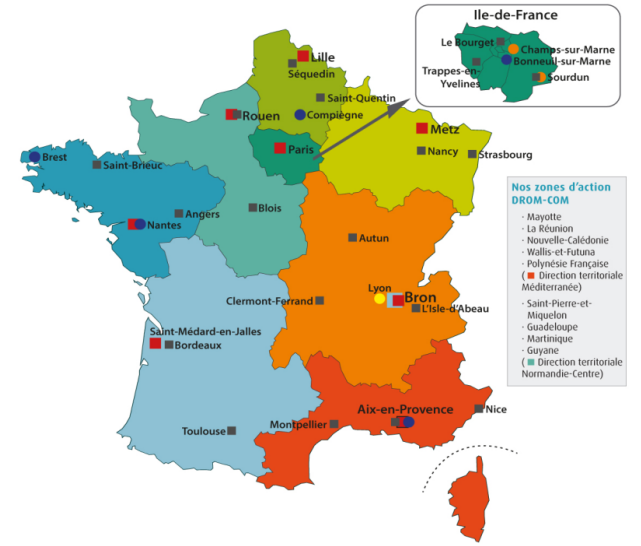 Ile-de-France
Le Bourget
Champs-sur-Marne
Bonneuil-sur-Marne
Trappes-en-
Yvelines
Sourdun
Lille
Séquedin
Saint-Quentin
Rouen
Compiègne
Metz
Paris
Nancy
Strasbourg
Brest
Saint-Brieuc
Angers
Blois
Nantes
Autun
Lyon
Bron
Clermont-Ferrand
L'Isle-d'Abeau
Saint-Médard-en-Jalles
Bordeaux
Aix-en-Provence
Nice
Montpellier
Toulouse
Nos zones d'action
DROM-COM
· Mayotte
· La Réunion
· Nouvelle-Calédonie
· Wallis-et-Futuna
· Polynésie Française
( Direction territoriale
Méditerranée)
· Saint-Pierre-et-
Miquelon
· Guadeloupe
· Martinique
· Guyane
( Direction territoriale
Normandie-Centre)